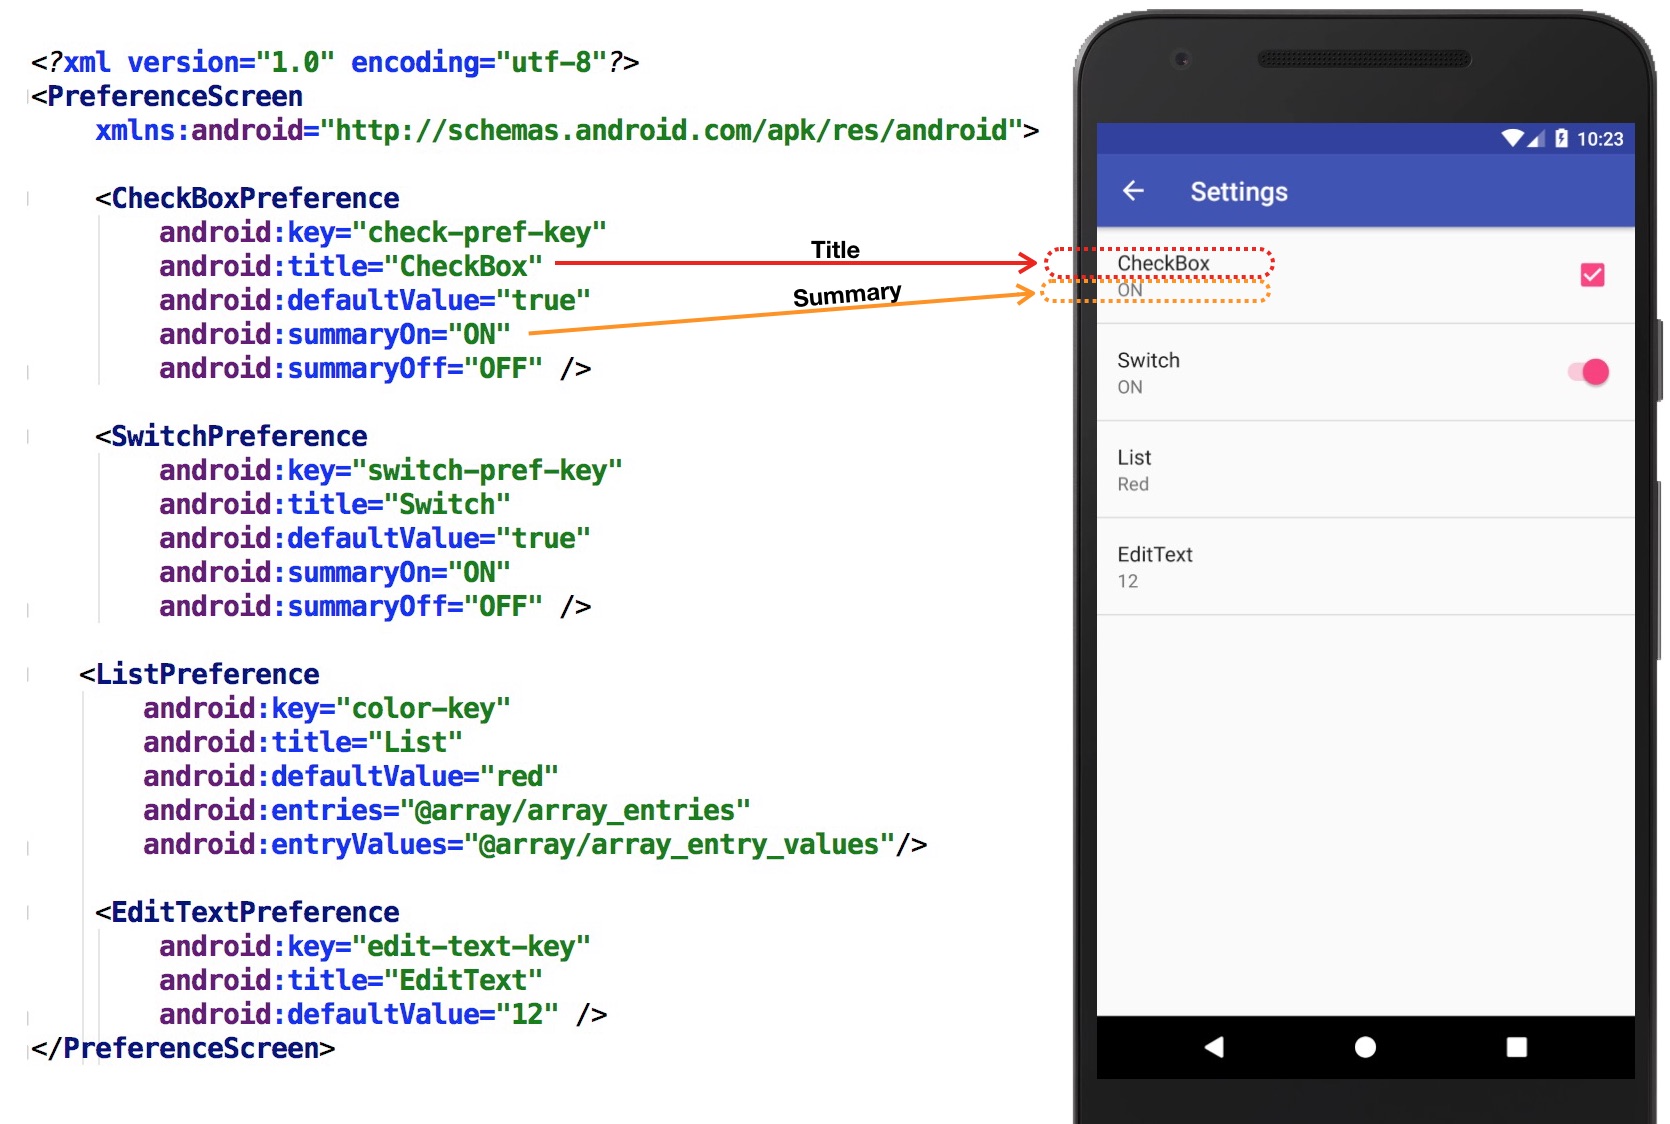 <?xml version="1.0" encoding="utf-8"?>
<PreferenceScreen
xmlns:android="http://schemas.android.com/apk/res/android">
<CheckBoxPreference
android:key="check-pref-key"
android:title="CheckBox"
android:defaultValue="true"
android:summaryOn="ON"
android:summaryOff="OFF" />
<SwitchPreference
android:key="switch-pref-key"
android:title="Switch"
android:defaultValue="true"
android:summaryOn="ON"
android:summaryOff="OFF" />
<ListPreference
android:key="color-key"
android:title="List"
android:defaultValue="red"
android:entries="@array/array_entries"
android:entryValues="@array/array_entry_values"/>
<EditTextPreference
android:key="edit-text-key"
android:title="EditText"
android:defaultValue="12" />
</PreferenceScreen>
Title
Summary
10:23
Settings
CheckBox
ON
Switch
ON
List
Red
EditText
12